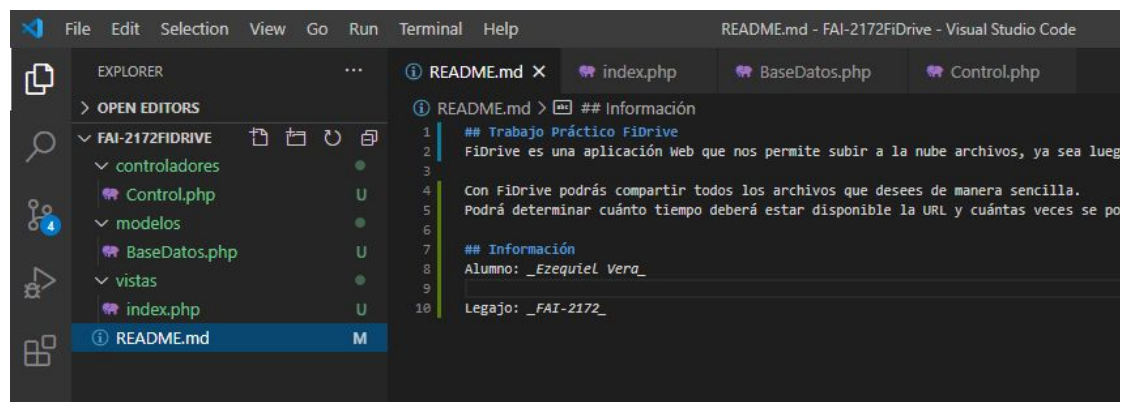 File Edit Selection View Go Run Terminal Help README.md - FAI-2172FiDrive - Visual Studio Code
EXPLORER
OPEN EDITORS
FAI-2172FIDRIVE
controladores
Control.php U
modelos
BaseDatos.php U
vistas
index.php U
README.md M
4
README.md index.php BaseDatos.php Control.php
README.md > abc ## Información
1 ## Trabajo Práctico FiDrive
2 FiDrive es una aplicación Web que nos permite subir a la nube archivos, ya sea
3
4 Con FiDrive podrás compartir todos los archivos que desees de manera sencilla.
5 Podrá determinar cuánto tiempo deberá estar disponible la URL y cuántas veces se
6
7 ## Información
8 Alumno: _Ezequiel Vera_
9
10 Legajo: _FAI-2172_